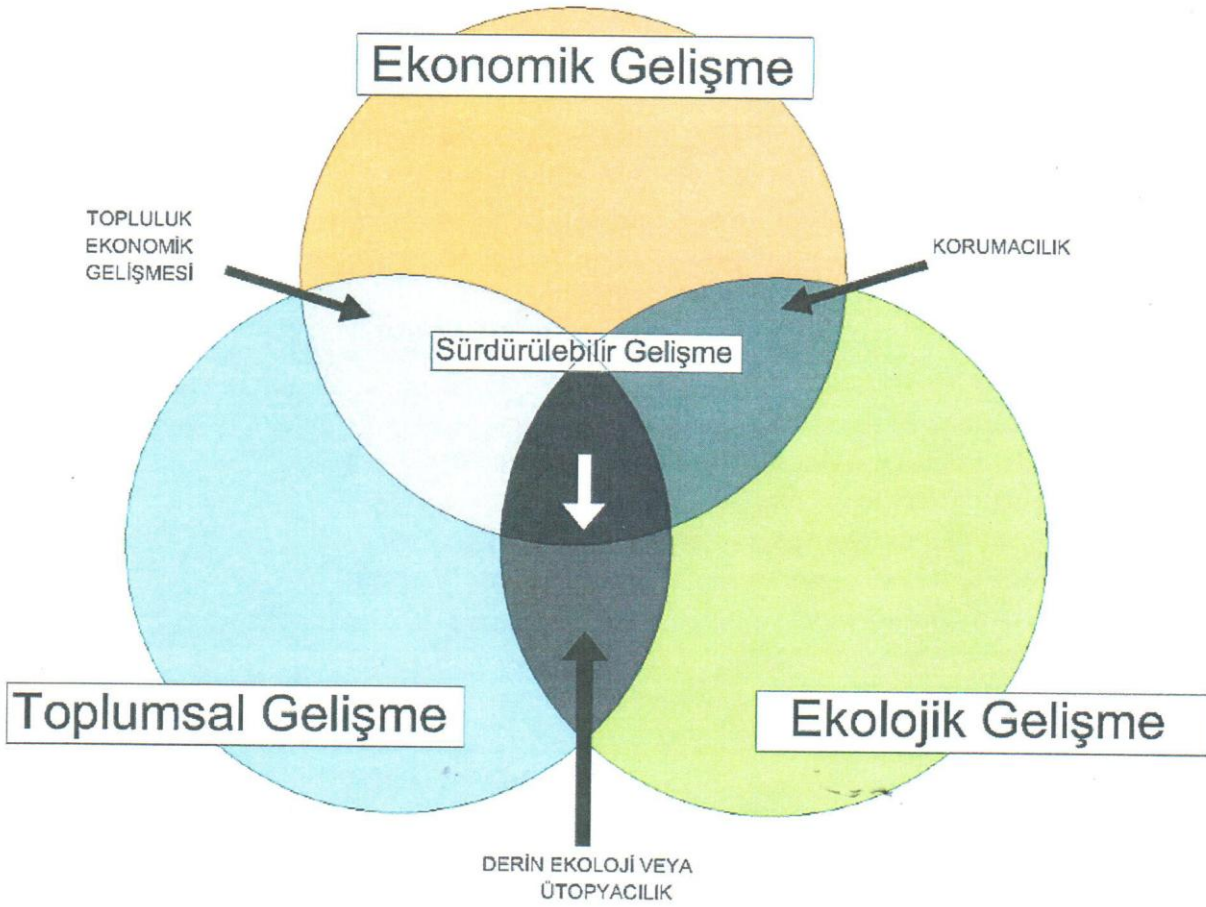 Ekonomik Gelişme
TOPLULUK
EKONOMİK
GELİŞMESİ
KORUMACILIK
Sürdürülebilir Gelişme
Toplumsal Gelişme
Ekolojik Gelişme
DERİN EKOLOJİ VEYA
ÜTOPYACILIK